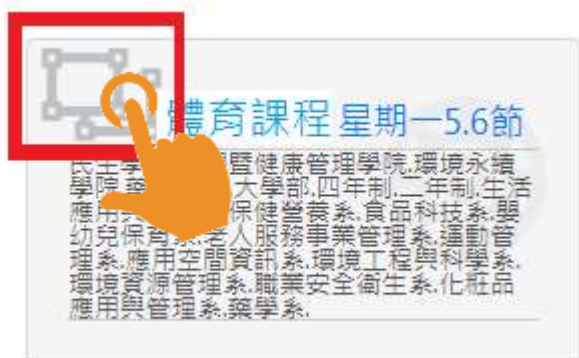 體育課程 星期一5.6節
民生學 暨健康管理學院.環境永續
學院.藥 大學部.四年制.二年制.生活
應用與 保健營養系.食品科技系.嬰
幼兒保育系.老人服務事業管理系.運動管
理系.應用空間資訊系.環境工程與科學系.
環境資源管理系.職業安全衛生系.化粧品
應用與管理系.藥學系.